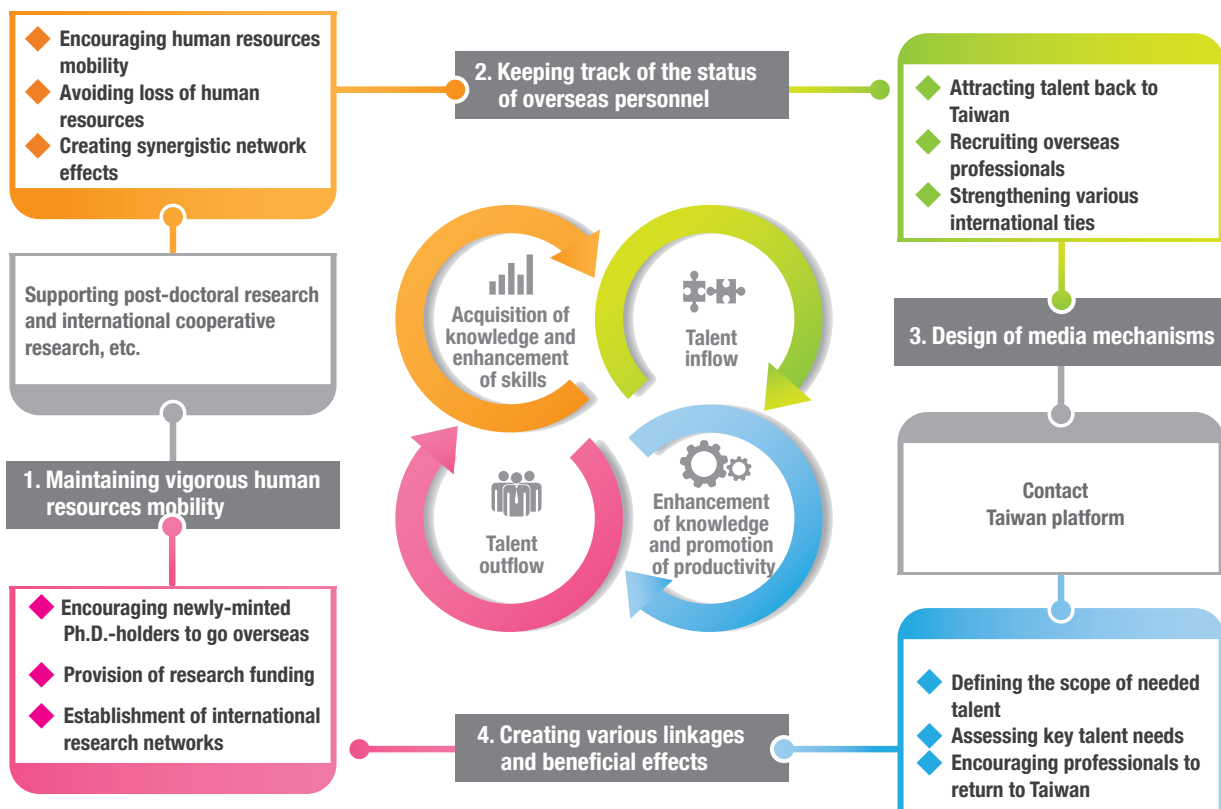 Encouraging human resources
mobility
Avoiding loss of human
resources
Creating synergistic network
effects
2. Keeping track of the status
of overseas personnel
Attracting talent back to
Taiwan
Recruiting overseas
professionals
Strengthening various
international ties
Supporting post-doctoral research
and international cooperative
research, etc.
Acquisition of
knowledge and
enhancement
of skills
Talent
inflow
3. Design of media mechanisms
1. Maintaining vigorous human
resources mobility
Talent
outflow
Enhancement
of knowledge
and promotion
of productivity
Contact
Taiwan platform
Encouraging newly-minted
Ph.D.-holders to go overseas
Provision of research funding
Establishment of international
research networks
4. Creating various linkages
and beneficial effects
Defining the scope of needed
talent
Assessing key talent needs
Encouraging professionals to
return to Taiwan